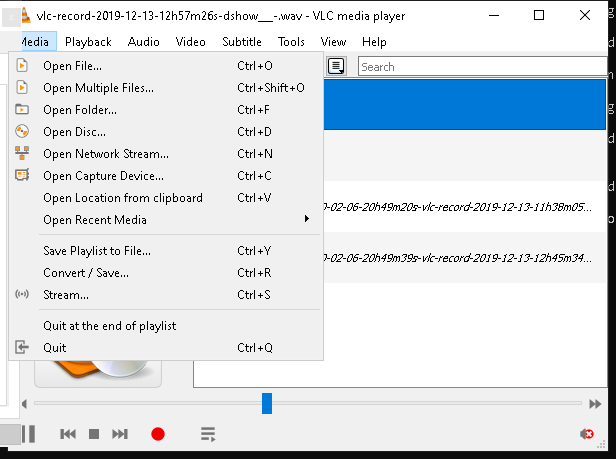 vlc-record-2019-12-13-12h57m26s-dshow___-.wav - VLC media player
Media Playback Audio Video Subtitle Tools View Help
Search
Open File... Ctrl+O
Open Multiple Files... Ctrl+Shift+O
Open Folder... Ctrl+F
Open Disc... Ctrl+D
Open Network Stream... Ctrl+N
Open Capture Device... Ctrl+C
Open Location from clipboard Ctrl+V
Open Recent Media
Save Playlist to File... Ctrl+Y
Convert / Save... Ctrl+R
Stream... Ctrl+S
Quit at the end of playlist
Quit Ctrl+Q
0-02-06-20h49m20s-vlc-record-2019-12-13-11h38m05...
0-02-06-20h49m39s-vlc-record-2019-12-13-12h45m34...